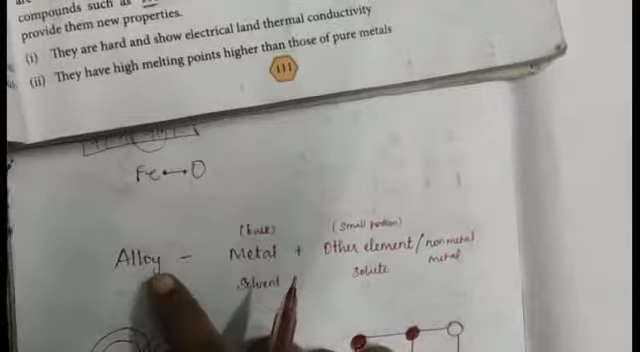 compounds such as
provide them new properties.
(i) They are hard and show electrical land thermal conductivity
(ii) They have high melting points higher than those of pure metals
111
Fe O
Alloy - Metal + Other element / non metal
(bulk) (Small portion)
metal
Solvent Solute